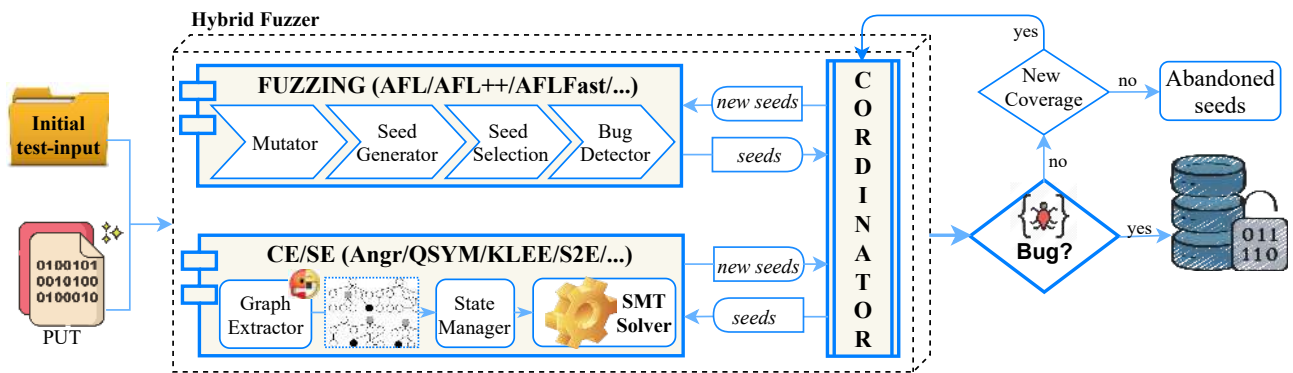 Hybrid Fuzzer
Initial
test-input
0100101
0010100
0100010
PUT
FUZZING (AFL/AFL++/AFLFast/...)
Mutator
Seed
Generator
Seed
Selection
Bug
Detector
new seeds
seeds
CE/SE (Angr/QSYM/KLEE/S2E/...)
Graph
Extractor
State
Manager
SMT
Solver
new seeds
seeds
C
O
R
D
I
N
A
T
O
R
yes
New
Coverage
no
Abandoned
seeds
no
Bug?
yes
011
110